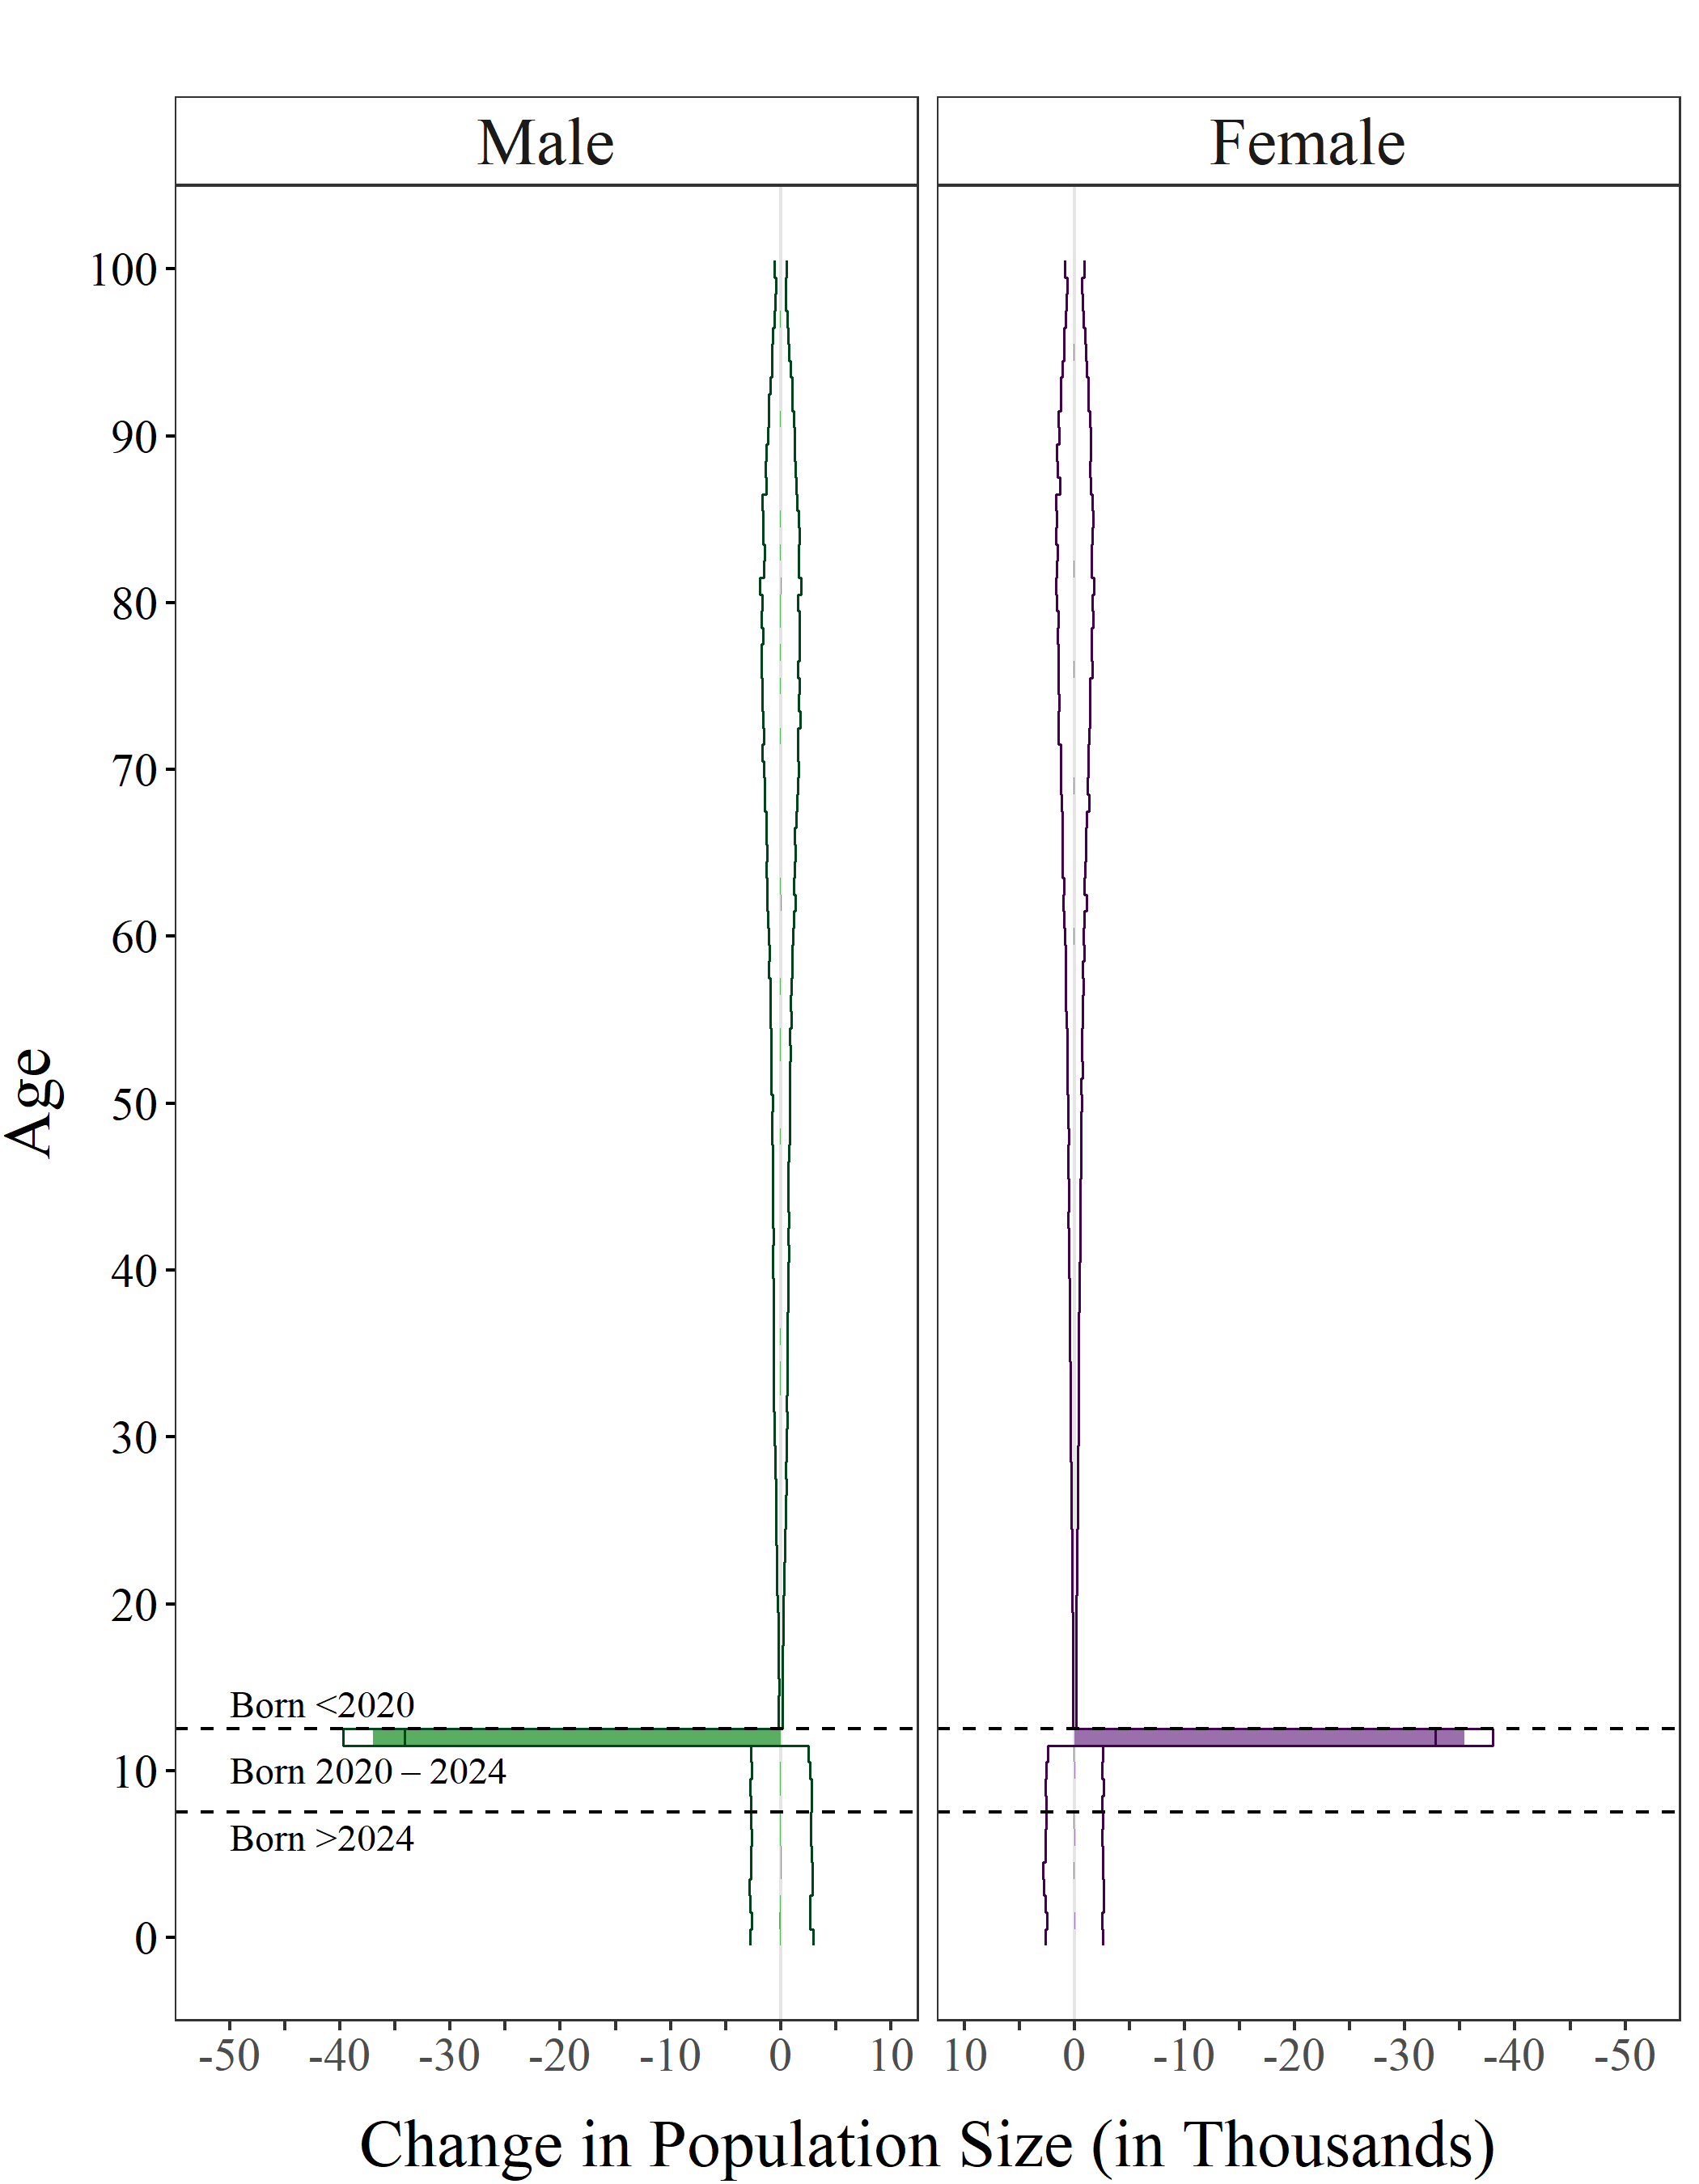 Male Female
100
90
80
70
60
50
40
30
20
10
0
Age
Born <2020
Born 2020 – 2024
Born >2024
-50 -40 -30 -20 -10 0 10 10 0 -10 -20 -30 -40 -50
Change in Population Size (in Thousands)